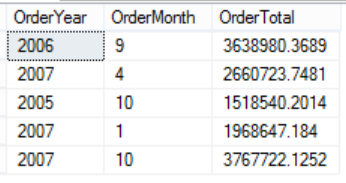 OrderYear OrderMonth OrderTotal
2006 9 3638980.3689
2007 4 2660723.7481
2005 10 1518540.2014
2007 1 1968647.184
2007 10 3767722.1252